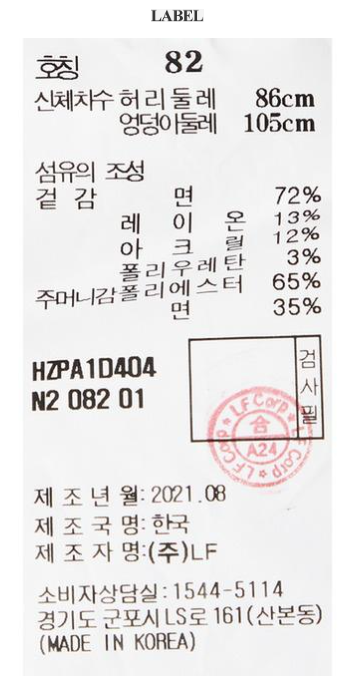 LABEL
호칭 82
신체치수 허리둘레 86cm
엉덩이둘레 105cm
섬유의 조성
겉감 면 72%
레이온 13%
아크릴 12%
폴리우레탄 3%
주머니감 폴리에스터 65%
면 35%
HZPA1D404
N2 082 01
검사필
LF Corp ★ LF Corp ★ LF Corp ★
합
A24
제조년월:2021.08
제조국명:한국
제조자명:(주)LF
소비자상담실:1544-5114
경기도 군포시 LS로 161(산본동)
(MADE IN KOREA)